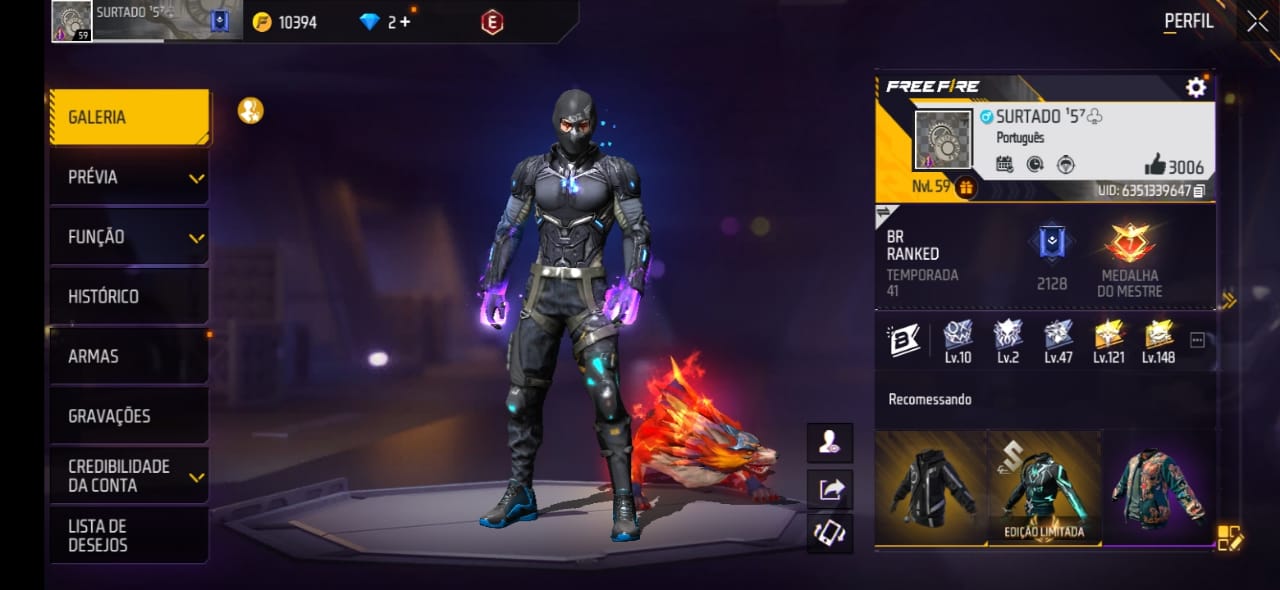 SURTADO ¹5⁷♧
59
10394
2+
E
PERFIL
GALERIA
PRÉVIA
FUNÇÃO
HISTÓRICO
ARMAS
GRAVAÇÕES
CREDIBILIDADE
DA CONTA
LISTA DE
DESEJOS
FREE FIRE
SURTADO ¹5⁷♧
Português
3006
Nvl. 59
UID: 6351339647
BR
RANKED
TEMPORADA
41
2128
MEDALHA
DO MESTRE
B
Lv.10
Lv.2
Lv.47
Lv.121
Lv.148
Recomessando
S
EDIÇÃO LIMITADA